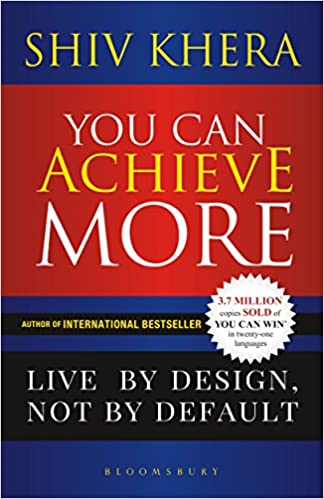 SHIV KHERA
YOU CAN
ACHIEVE
MORE
3.7 MILLION
copies SOLD of
YOU CAN WIN*
in twenty-one
languages
AUTHOR OF INTERNATIONAL BESTSELLER
LIVE BY DESIGN,
NOT BY DEFAULT
BLOOMSBURY